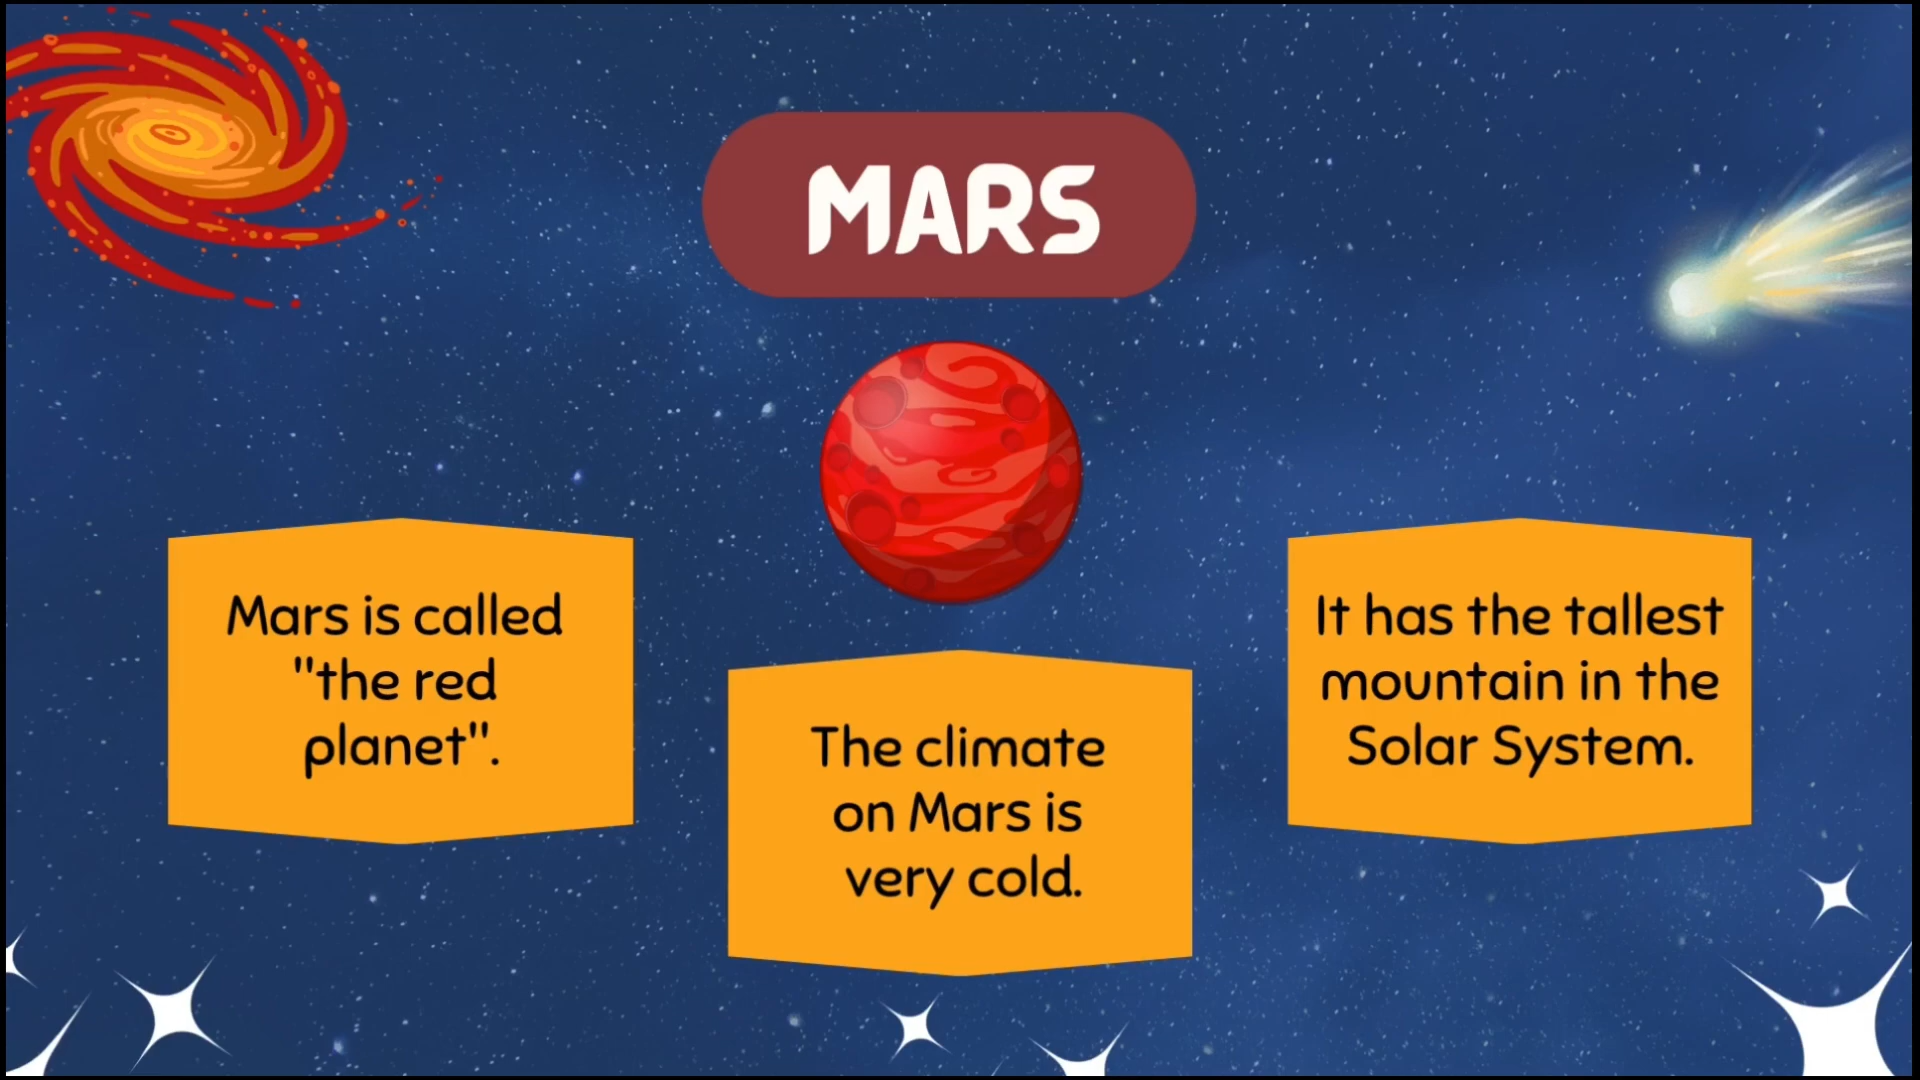 MARS
Mars is called
"the red
planet".
The climate
on Mars is
very cold.
It has the tallest
mountain in the
Solar System.